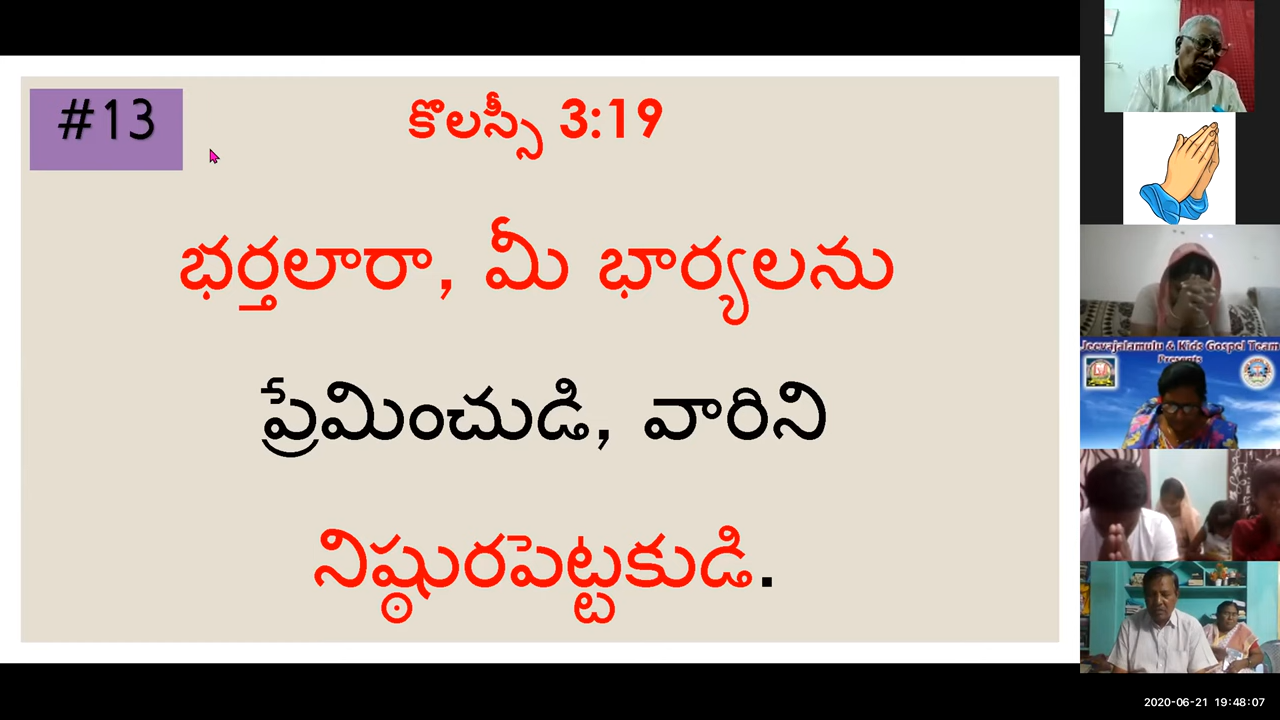 #13
కొలస్సీ 3:19
భర్తలారా, మీ భార్యలను
ప్రేమించుడి, వారిని
నిష్ఠురపెట్టకుడి.
Jeevajalamulu & Kids Gospel Team
Presents
2020-06-21 19:48:07